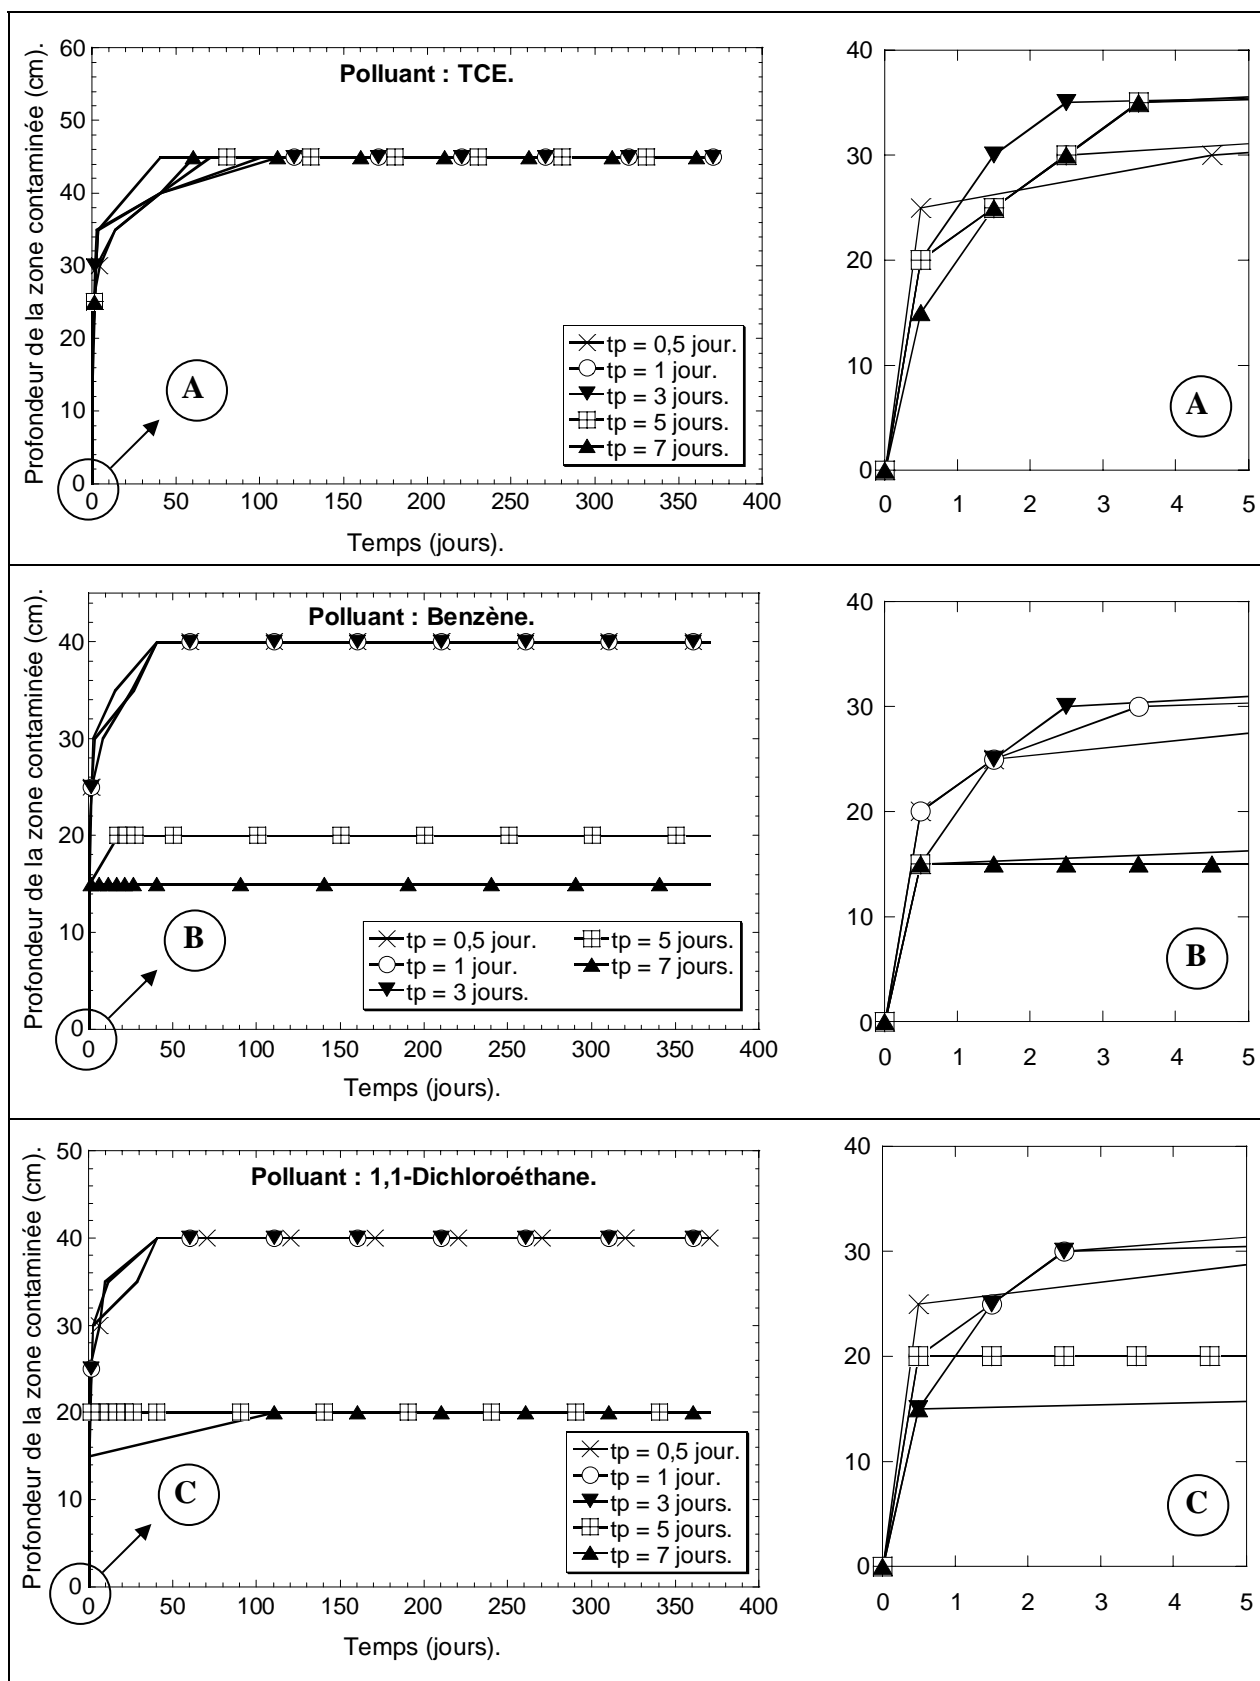 Profondeur de la zone contaminée (cm).
60
50
40
30
20
10
0
Polluant : TCE.
A
tp = 0,5 jour.
tp = 1 jour.
tp = 3 jours.
tp = 5 jours.
tp = 7 jours.
0 50 100 150 200 250 300 350 400
Temps (jours).
40
30
20
10
0
A
0 1 2 3 4 5
Profondeur de la zone contaminée (cm).
40
30
20
10
0
Polluant : Benzène.
B
tp = 0,5 jour.
tp = 1 jour.
tp = 3 jours.
tp = 5 jours.
tp = 7 jours.
0 50 100 150 200 250 300 350 400
Temps (jours).
40
30
20
10
0
B
0 1 2 3 4 5
Profondeur de la zone contaminée (cm).
50
40
30
20
10
0
Polluant : 1,1-Dichloroéthane.
C
tp = 0,5 jour.
tp = 1 jour.
tp = 3 jours.
tp = 5 jours.
tp = 7 jours.
0 50 100 150 200 250 300 350 400
Temps (jours).
40
30
20
10
0
C
0 1 2 3 4 5